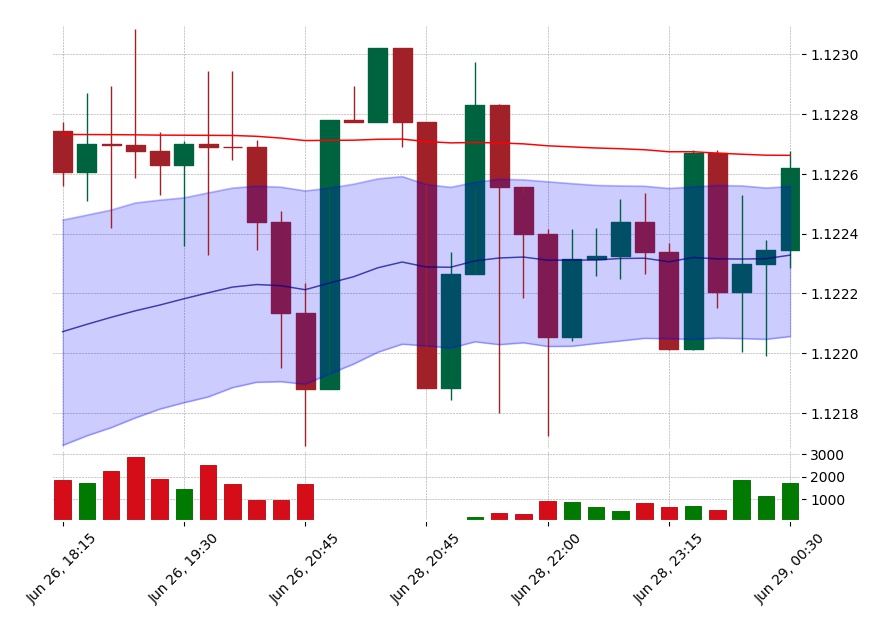 1.1230
1.1228
1.1226
1.1224
1.1222
1.1220
1.1218
3000
2000
1000
Jun 26, 18:15
Jun 26, 19:30
Jun 26, 20:45
Jun 28, 20:45
Jun 28, 22:00
Jun 28, 23:15
Jun 29, 00:30